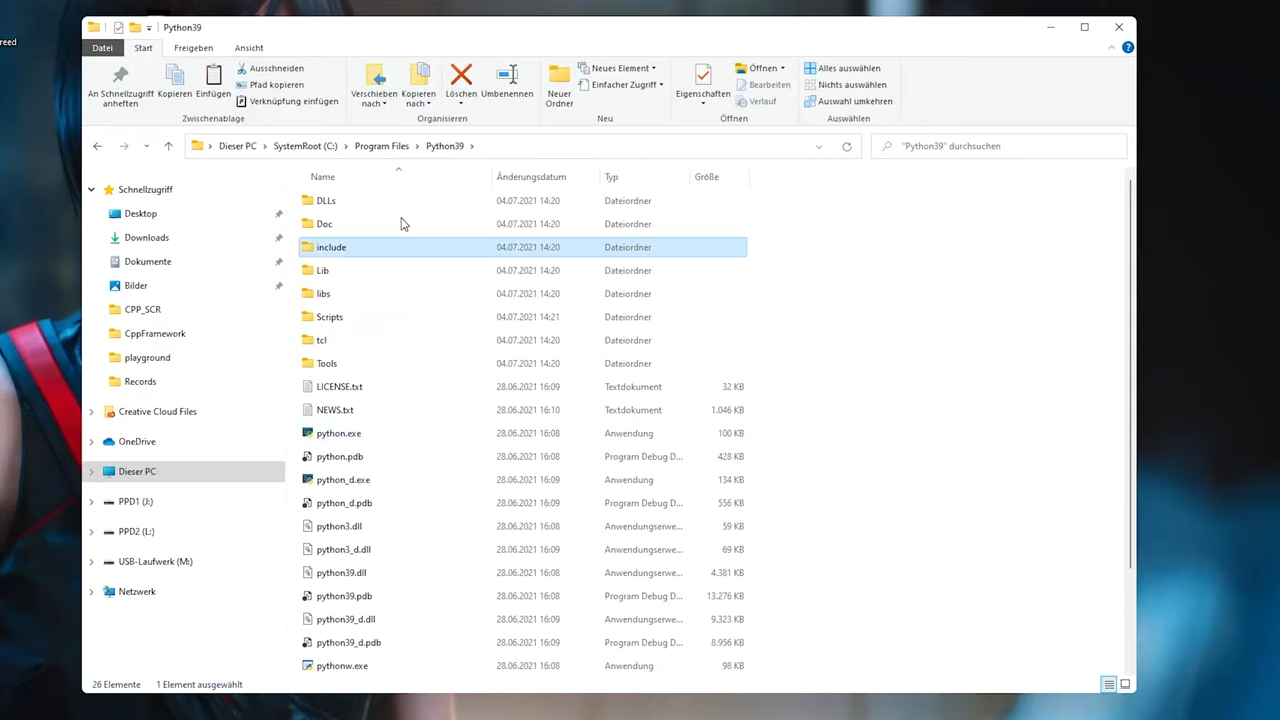 reed
Python39
Datei Start Freigeben Ansicht
An Schnellzugriff anheften
Kopieren
Einfügen
Ausschneiden
Pfad kopieren
Verknüpfung einfügen
Zwischenablage
Verschieben nach
Kopieren nach
Löschen
Umbenennen
Organisieren
Neuer Ordner
Neues Element
Einfacher Zugriff
Neu
Eigenschaften
Öffnen
Bearbeiten
Verlauf
Öffnen
Alles auswählen
Nichts auswählen
Auswahl umkehren
Auswählen
Dieser PC > SystemRoot (C:) > Program Files > Python39 >
"Python39" durchsuchen
Schnellzugriff
Desktop
Downloads
Dokumente
Bilder
CPP_SCR
CppFramework
playground
Records
Creative Cloud Files
OneDrive
Dieser PC
PPD1 (J:)
PPD2 (L:)
USB-Laufwerk (M:)
Netzwerk
Name Änderungsdatum Typ Größe
DLLs 04.07.2021 14:20 Dateiordner
Doc 04.07.2021 14:20 Dateiordner
include 04.07.2021 14:20 Dateiordner
Lib 04.07.2021 14:20 Dateiordner
libs 04.07.2021 14:20 Dateiordner
Scripts 04.07.2021 14:21 Dateiordner
tcl 04.07.2021 14:20 Dateiordner
Tools 04.07.2021 14:20 Dateiordner
LICENSE.txt 28.06.2021 16:09 Textdokument 32 KB
NEWS.txt 28.06.2021 16:10 Textdokument 1.046 KB
python.exe 28.06.2021 16:08 Anwendung 100 KB
python.pdb 28.06.2021 16:08 Program Debug D... 428 KB
python_d.exe 28.06.2021 16:08 Anwendung 134 KB
python_d.pdb 28.06.2021 16:08 Program Debug D... 556 KB
python3.dll 28.06.2021 16:08 Anwendungserwe... 59 KB
python3_d.dll 28.06.2021 16:09 Anwendungserwe... 69 KB
python39.dll 28.06.2021 16:08 Anwendungserwe... 4.381 KB
python39.pdb 28.06.2021 16:08 Program Debug D... 13.276 KB
python39_d.dll 28.06.2021 16:09 Anwendungserwe... 9.323 KB
python39_d.pdb 28.06.2021 16:09 Program Debug D... 8.956 KB
pythonw.exe 28.06.2021 16:08 Anwendung 98 KB
26 Elemente 1 Element ausgewählt